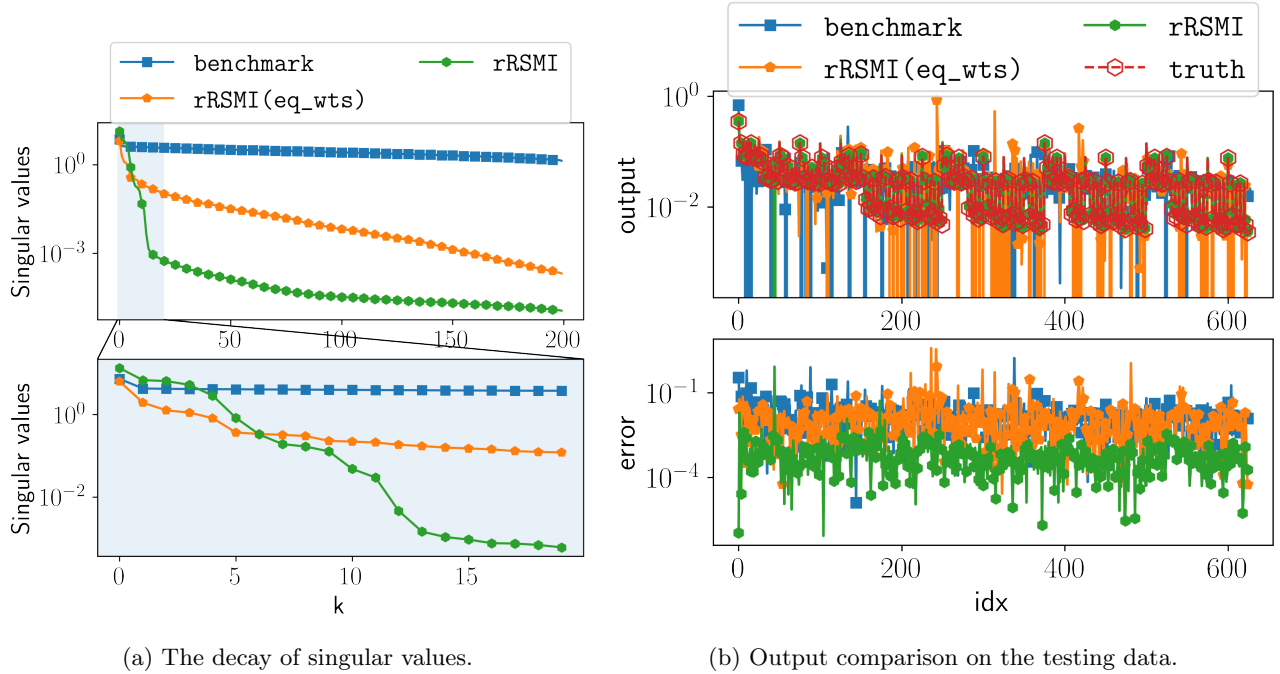 benchmark
rRSMI
rRSMI(eq_wts)
Singular values
10^0
10^{-3}
0 50 100 150 200
Singular values
10^0
10^{-2}
0 5 10 15
k
(a) The decay of singular values.
benchmark
rRSMI
rRSMI(eq_wts)
truth
output
10^0
10^{-2}
0 200 400 600
error
10^{-1}
10^{-4}
0 200 400 600
idx
(b) Output comparison on the testing data.